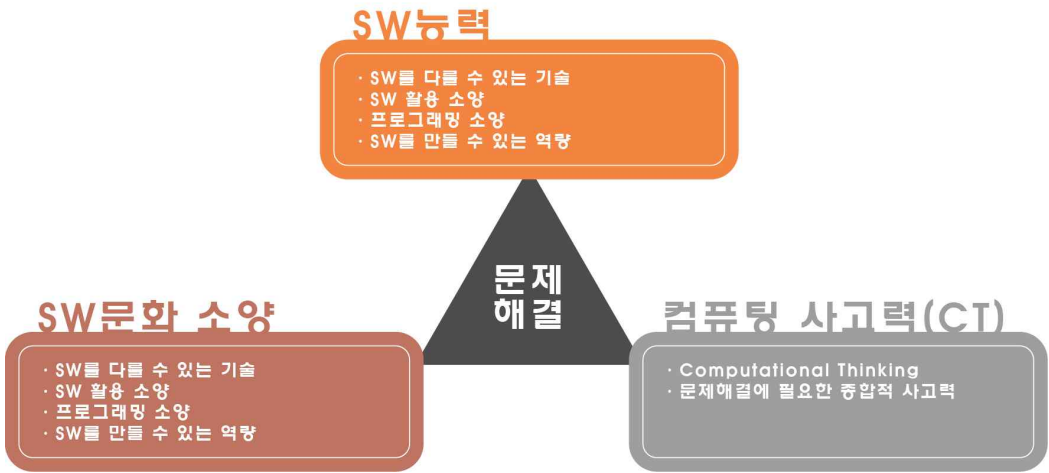 SW능력
· SW를 다룰 수 있는 기술
· SW 활용 소양
· 프로그래밍 소양
· SW를 만들 수 있는 역량
문제
해결
SW문화 소양
· SW를 다룰 수 있는 기술
· SW 활용 소양
· 프로그래밍 소양
· SW를 만들 수 있는 역량
컴퓨팅 사고력(CT)
· Computational Thinking
· 문제해결에 필요한 종합적 사고력